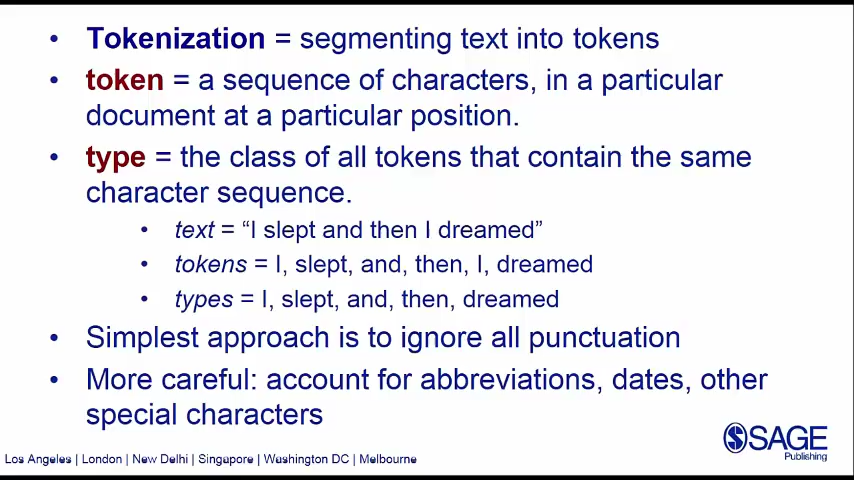 • Tokenization = segmenting text into tokens
• token = a sequence of characters, in a particular
document at a particular position.
• type = the class of all tokens that contain the same
character sequence.
• text = “I slept and then I dreamed”
• tokens = I, slept, and, then, I, dreamed
• types = I, slept, and, then, dreamed
• Simplest approach is to ignore all punctuation
• More careful: account for abbreviations, dates, other
special characters
SAGE
Publishing
Los Angeles | London | New Delhi | Singapore | Washington DC | Melbourne